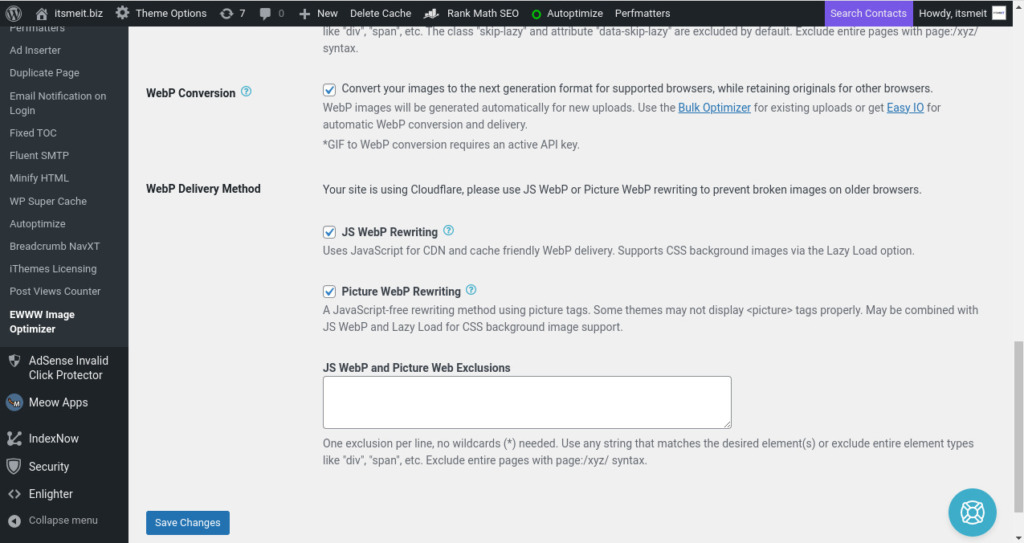 itsmeit.biz Theme Options 7 0 New Delete Cache Rank Math SEO Autoptimize Perfmatters Search Contacts Howdy, itsmeit
Perfmatters
Ad Inserter
Duplicate Page
Email Notification on
Login
Fixed TOC
Fluent SMTP
Minify HTML
WP Super Cache
Autoptimize
Breadcrumb NavXT
iThemes Licensing
Post Views Counter
EWWW Image
Optimizer
AdSense Invalid
Click Protector
Meow Apps
IndexNow
Security
Enlighter
Collapse menu
like "div", "span", etc. The class "skip-lazy" and attribute "data-skip-lazy" are excluded by default. Exclude entire pages with page:/xyz/
syntax.
WebP Conversion
Convert your images to the next generation format for supported browsers, while retaining originals for other browsers.
WebP images will be generated automatically for new uploads. Use the Bulk Optimizer for existing uploads or get Easy IO for
automatic WebP conversion and delivery.
*GIF to WebP conversion requires an active API key.
WebP Delivery Method
Your site is using Cloudflare, please use JS WebP or Picture WebP rewriting to prevent broken images on older browsers.
JS WebP Rewriting
Uses JavaScript for CDN and cache friendly WebP delivery. Supports CSS background images via the Lazy Load option.
Picture WebP Rewriting
A JavaScript-free rewriting method using picture tags. Some themes may not display <picture> tags properly. May be combined with
JS WebP and Lazy Load for CSS background image support.
JS WebP and Picture Web Exclusions
One exclusion per line, no wildcards (*) needed. Use any string that matches the desired element(s) or exclude entire element types
like "div", "span", etc. Exclude entire pages with page:/xyz/ syntax.
Save Changes